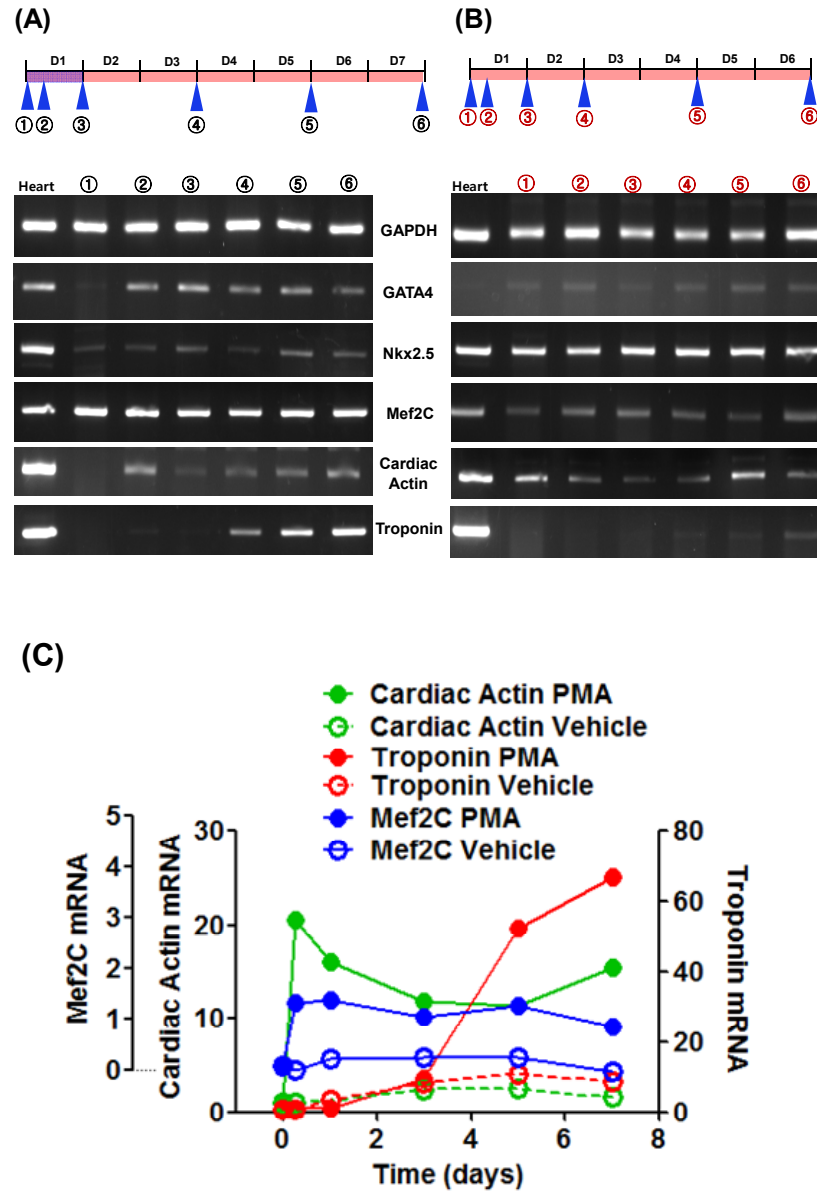 (A)
D1 D2 D3 D4 D5 D6 D7
① ② ③ ④ ⑤ ⑥
Heart ① ② ③ ④ ⑤ ⑥
(B)
D1 D2 D3 D4 D5 D6
① ② ③ ④ ⑤ ⑥
Heart ① ② ③ ④ ⑤ ⑥
GAPDH
GATA4
Nkx2.5
Mef2C
Cardiac
Actin
Troponin
(C)
Cardiac Actin PMA
Cardiac Actin Vehicle
Troponin PMA
Troponin Vehicle
Mef2C PMA
Mef2C Vehicle
Mef2C mRNA
5
4
3
2
1
0
Cardiac Actin mRNA
30
20
10
0
80
60
40
20
0
Troponin mRNA
0 2 4 6 8
Time (days)